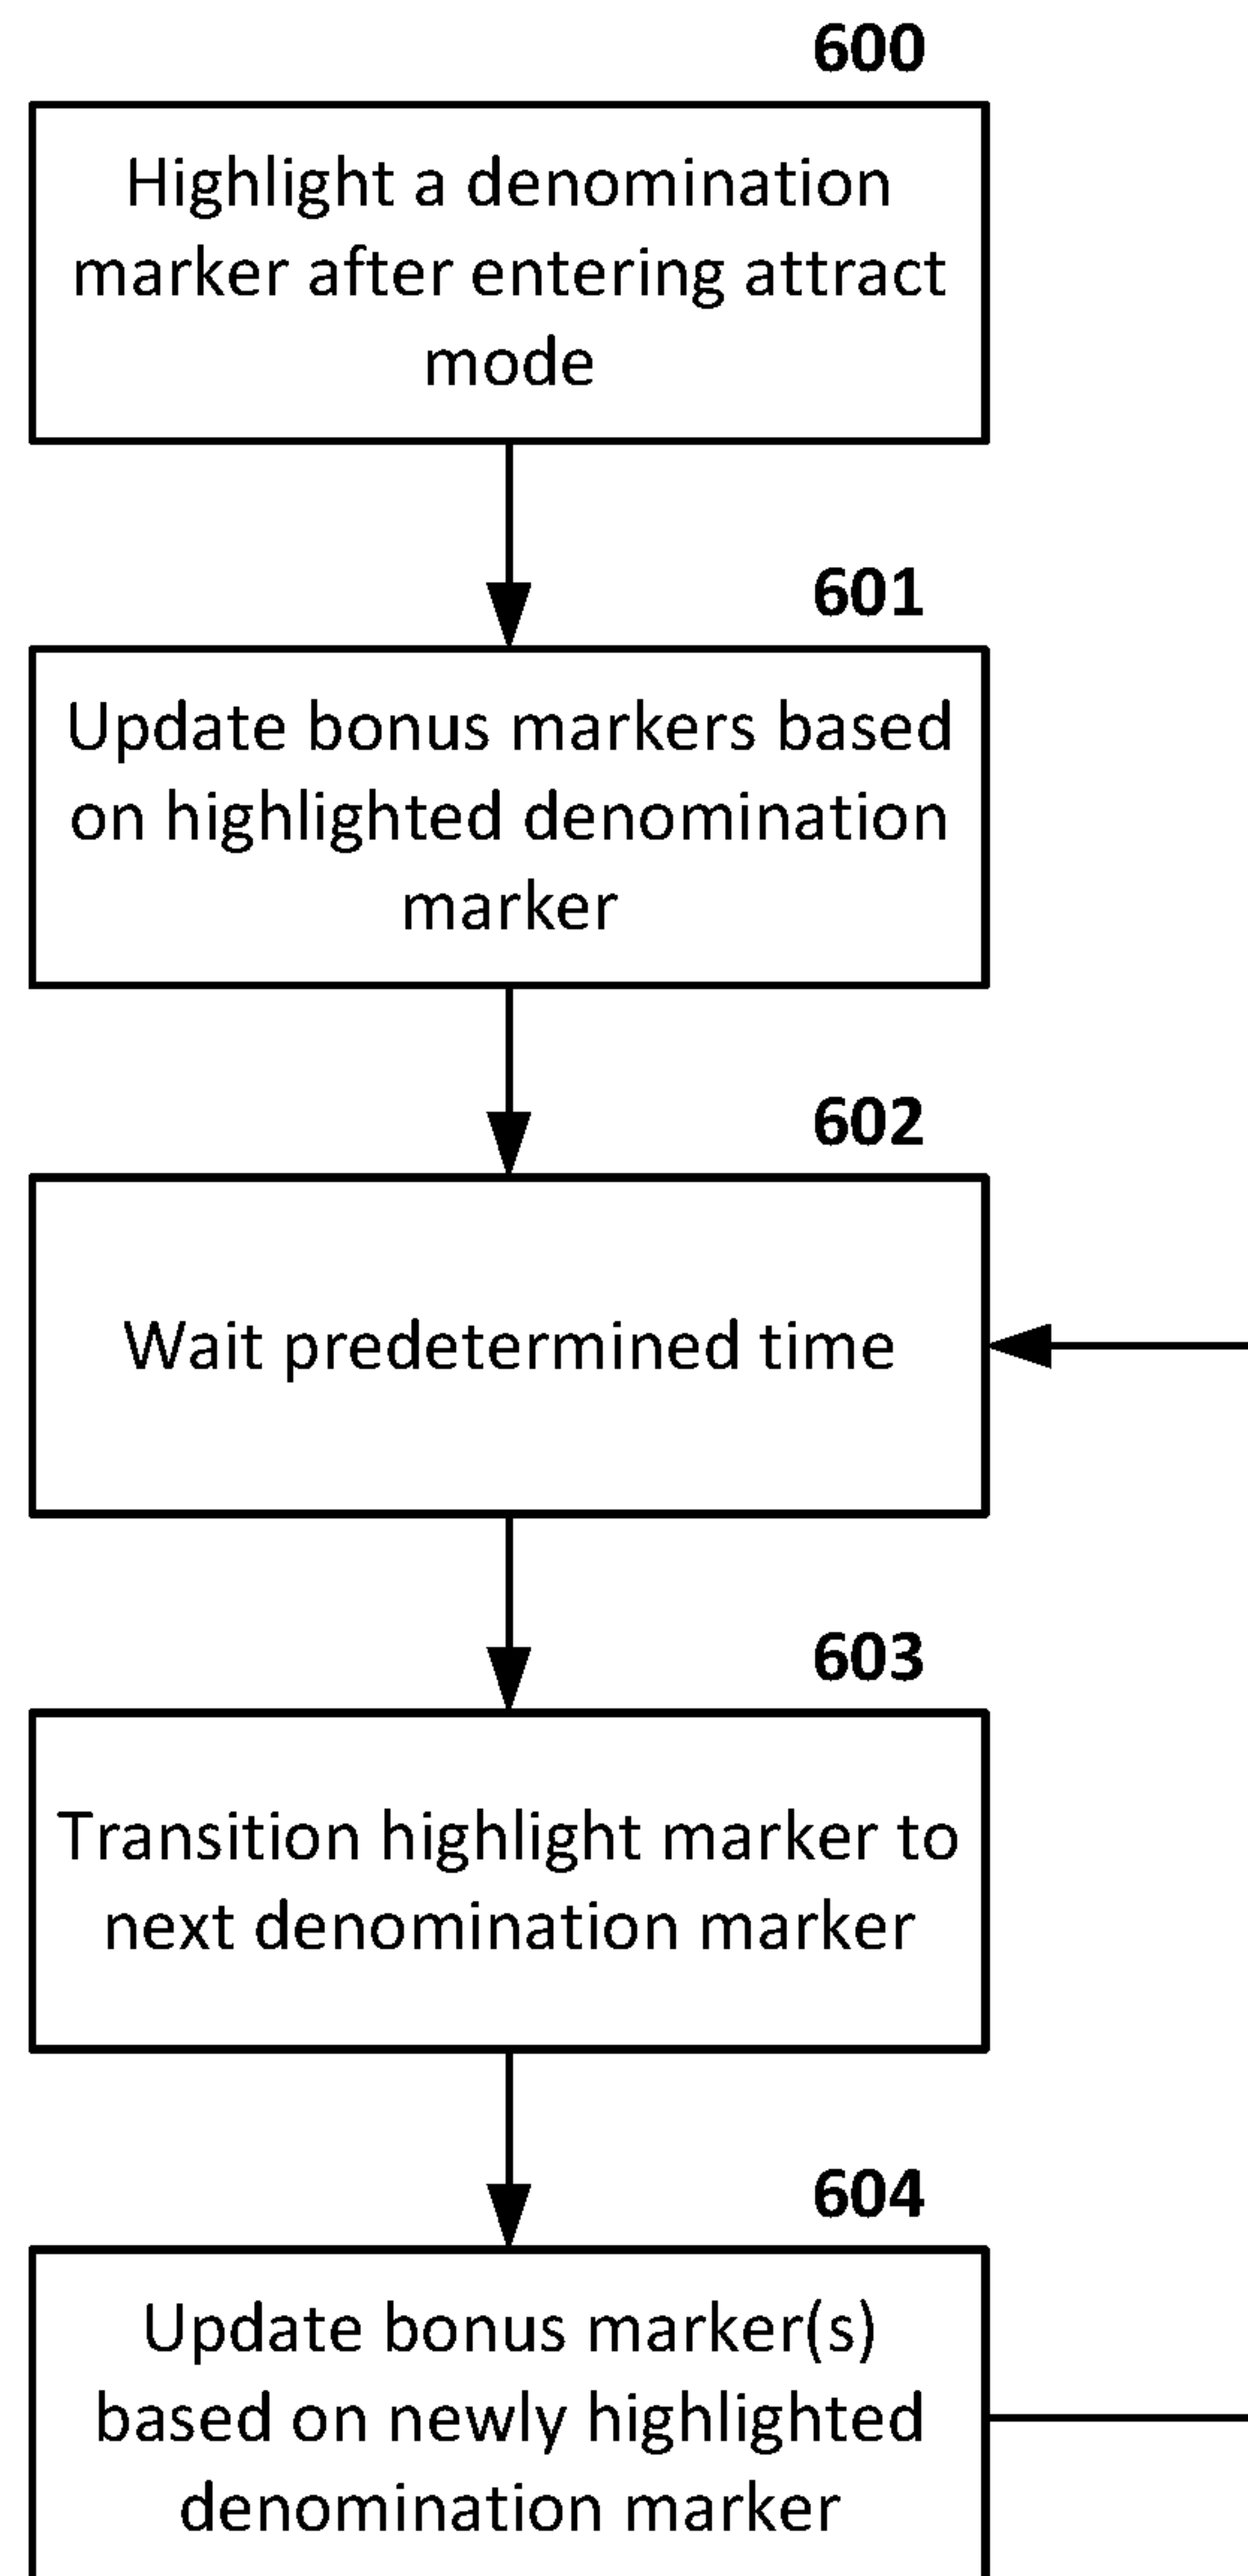 600
Highlight a denomination
marker after entering attract
mode
601
Update bonus markers based
on highlighted denomination
marker
602
Wait predetermined time
603
Transition highlight marker to
next denomination marker
604
Update bonus marker(s)
based on newly highlighted
denomination marker